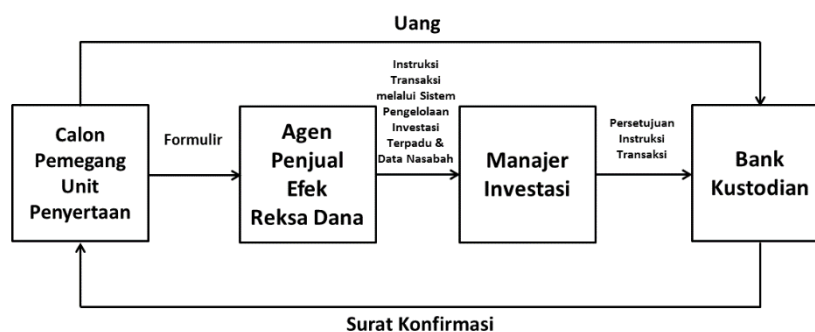 Uang
Calon
Pemegang
Unit
Penyertaan
Formulir
Agen
Penjual
Efek
Reksa Dana
Instruksi
Transaksi
melalui Sistem
Pengelolaan
Investasi
Terpadu &
Data Nasabah
Manajer
Investasi
Persetujuan
Instruksi
Transaksi
Bank
Kustodian
Surat Konfirmasi